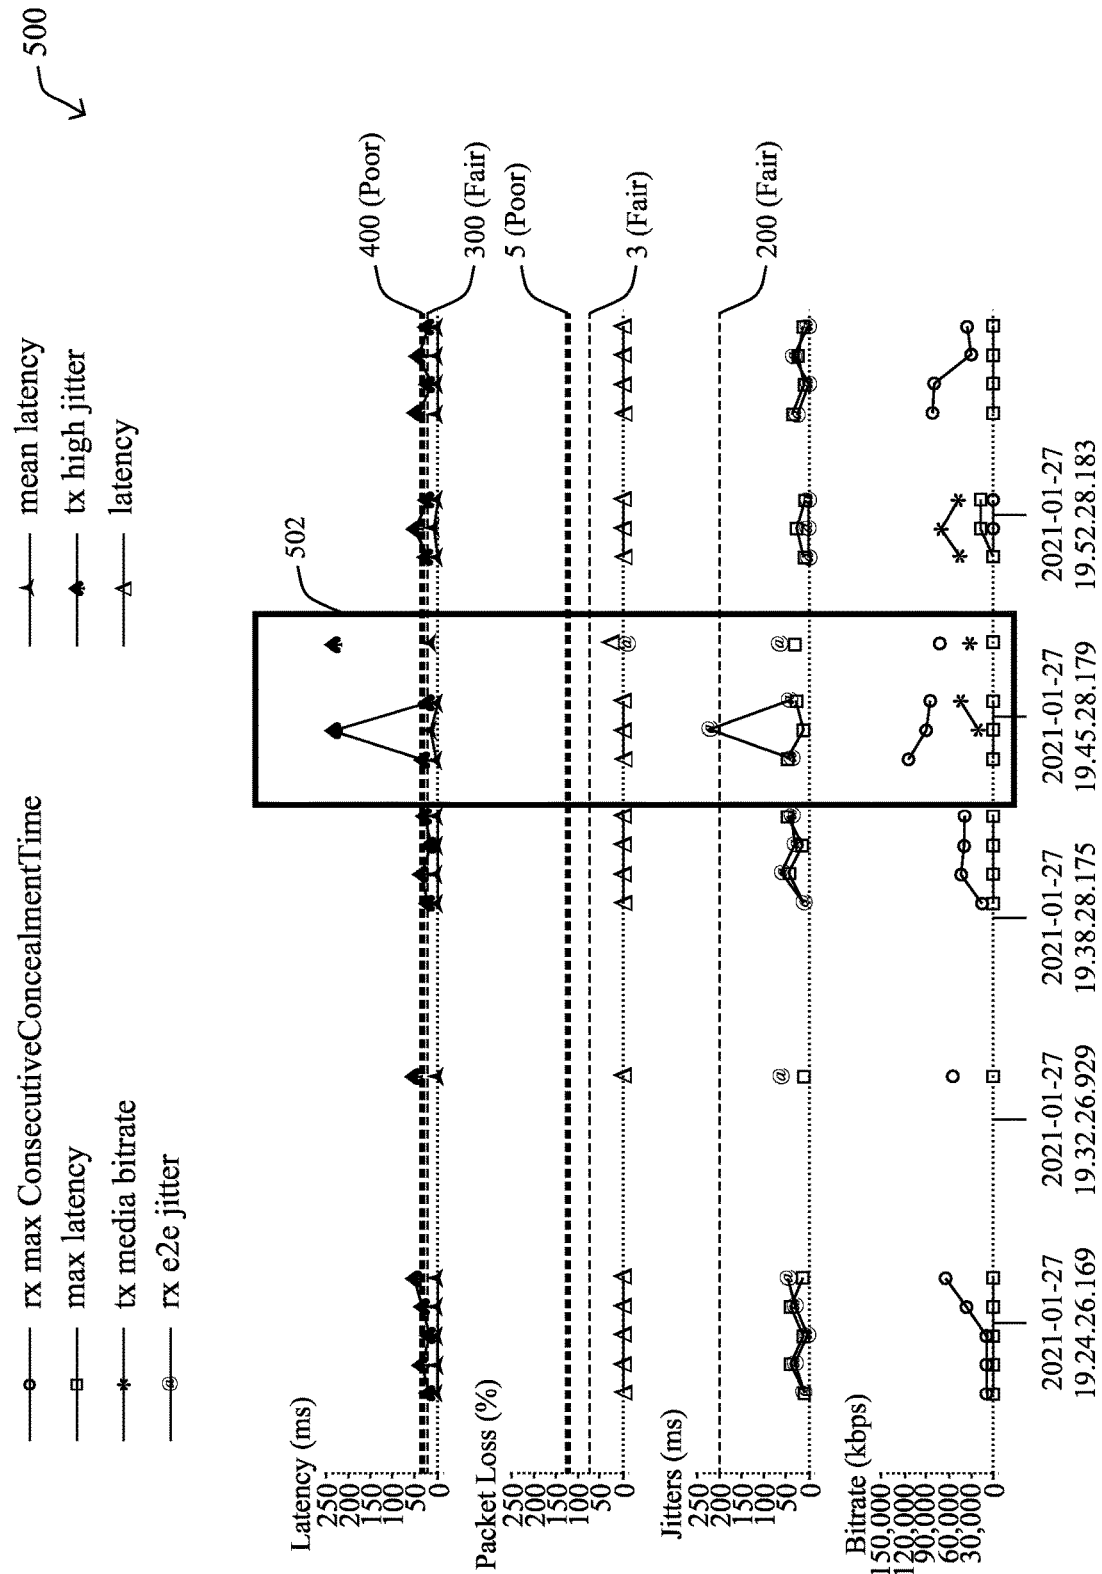 500
rx max ConsecutiveConcealmentTime
max latency
tx media bitrate
rx e2e jitter
mean latency
tx high jitter
latency
502
Latency (ms)
250
200
150
100
50
0
400 (Poor)
300 (Fair)
Packet Loss (%)
250
200
150
100
50
0
5 (Poor)
3 (Fair)
Jitters (ms)
250
200
150
100
50
0
200 (Fair)
Bitrate (kbps)
150,000
120,000
90,000
60,000
30,000
0
2021-01-27
19.24.26.169
2021-01-27
19.32.26.929
2021-01-27
19.38.28.175
2021-01-27
19.45.28.179
2021-01-27
19.52.28.183